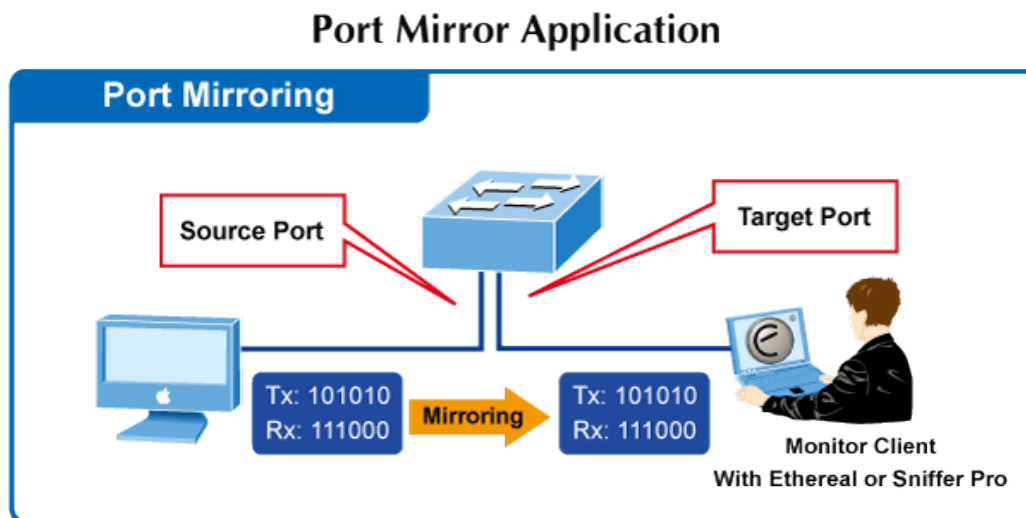 Port Mirror Application
Port Mirroring
Source Port
Target Port
Tx: 101010
Rx: 111000
Mirroring
Tx: 101010
Rx: 111000
Monitor Client
With Ethereal or Sniffer Pro